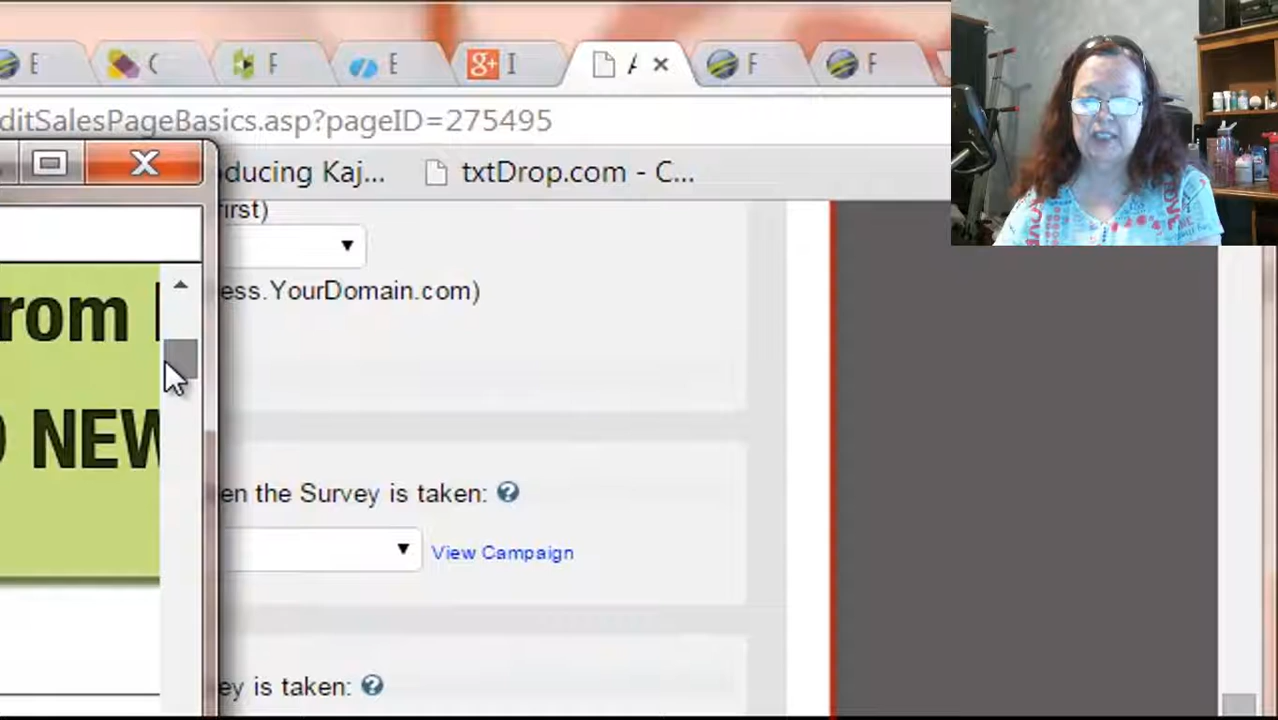 E
C
F
E
g+ I
F
F
ditSalesPageBasics.asp?pageID=275495
ducing Kaj...
txtDrop.com - C...
first)
ess.YourDomain.com)
rom
NEW
en the Survey is taken:
View Campaign
ey is taken: